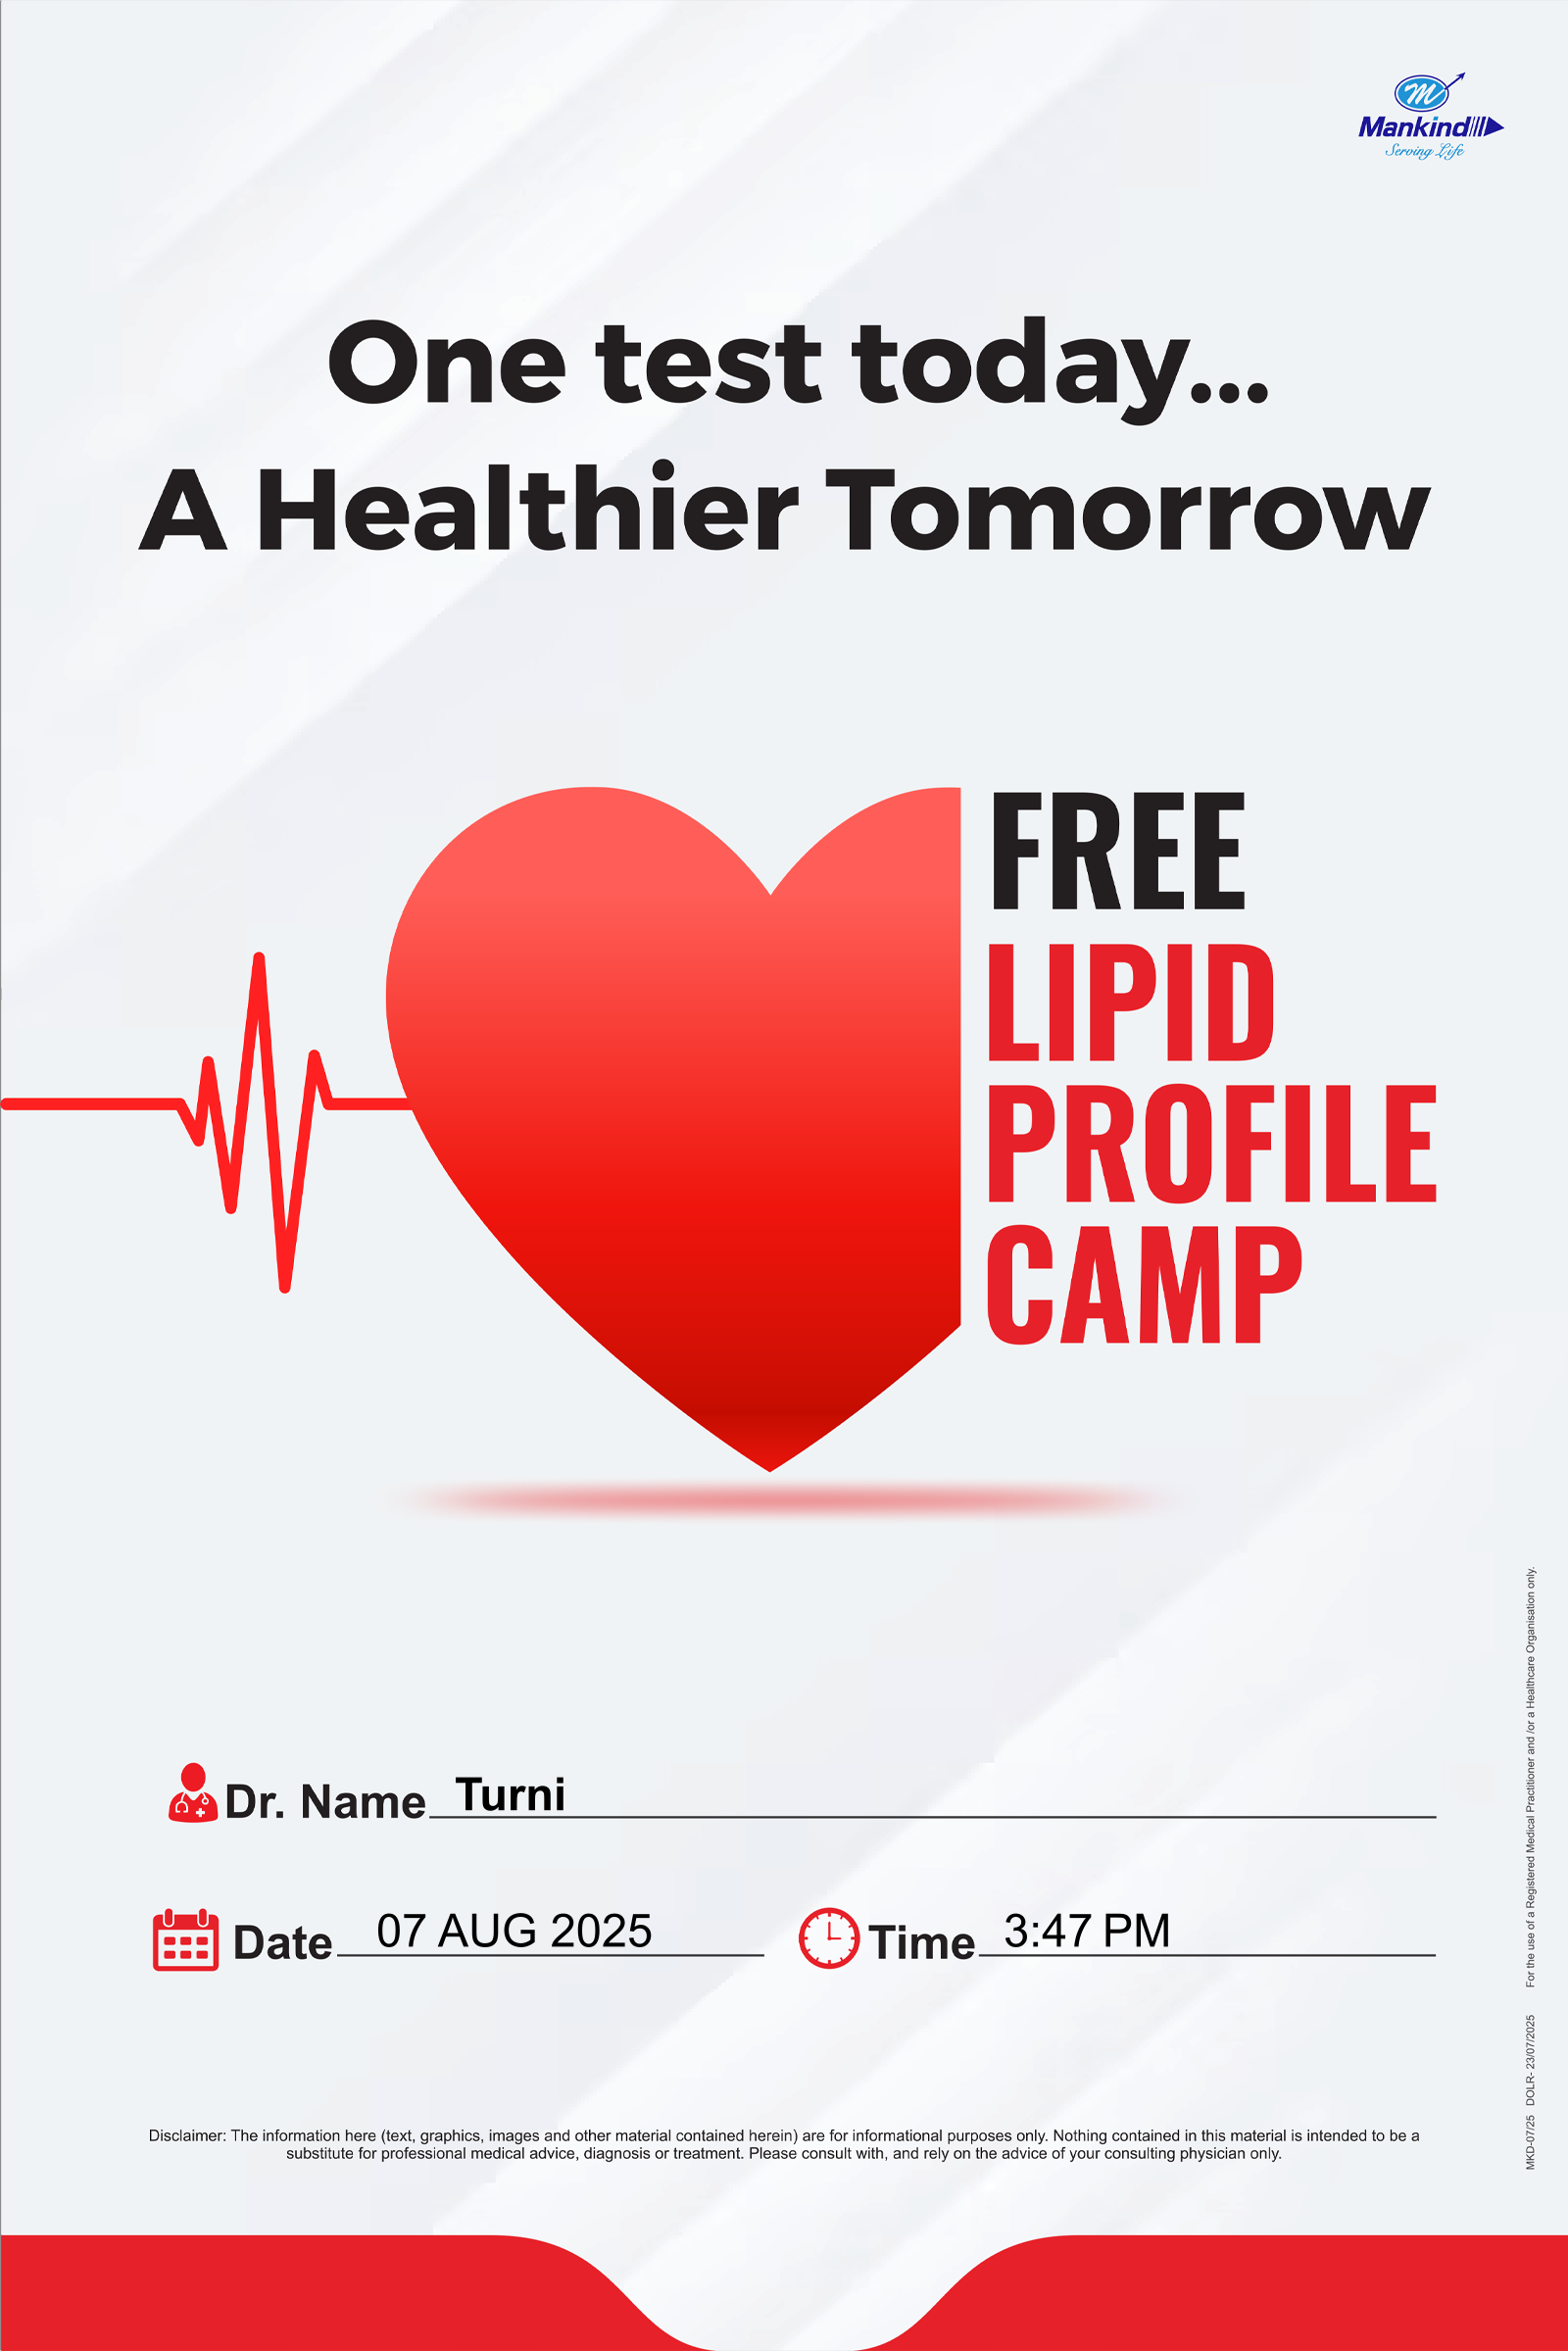 Mankind
Serving Life
One test today...
A Healthier Tomorrow
FREE
LIPID
PROFILE
CAMP
Dr. Name Turni
Date 07 AUG 2025 Time 3:47 PM
Disclaimer: The information here (text, graphics, images and other material contained herein) are for informational purposes only. Nothing contained in this material is intended to be a
substitute for professional medical advice, diagnosis or treatment. Please consult with, and rely on the advice of your consulting physician only.
MKD-07/25 DOLR- 23/07/2025 For the use of a Registered Medical Practitioner and /or a Healthcare Organisation only.